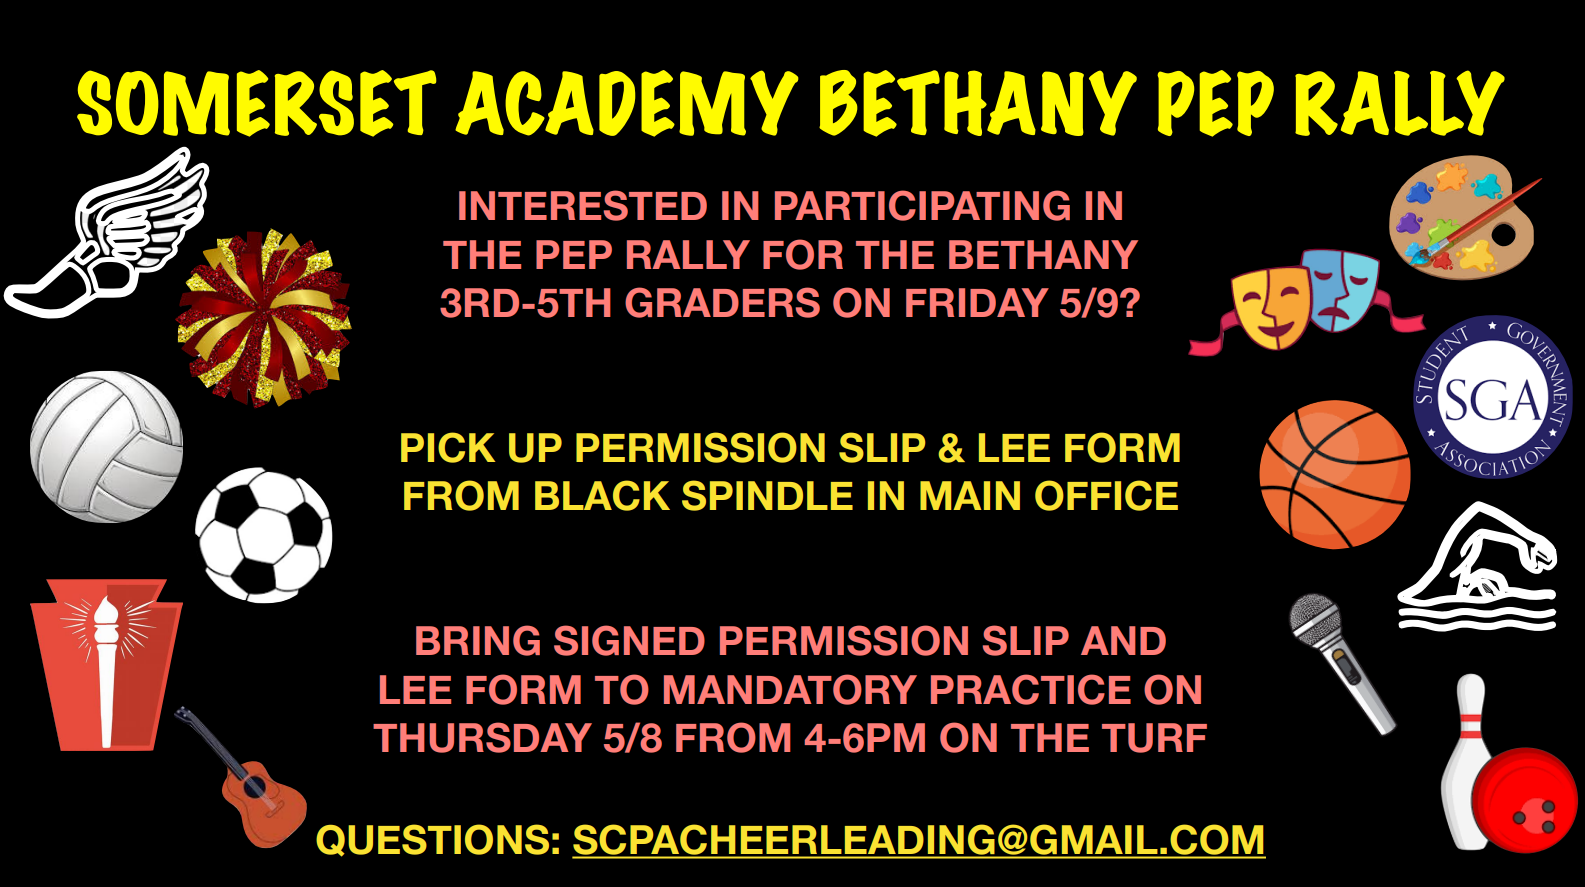 SOMERSET ACADEMY BETHANY PEP RALLY
INTERESTED IN PARTICIPATING IN
THE PEP RALLY FOR THE BETHANY
3RD-5TH GRADERS ON FRIDAY 5/9?
STUDENT GOVERNMENT
SGA
ASSOCIATION
PICK UP PERMISSION SLIP & LEE FORM
FROM BLACK SPINDLE IN MAIN OFFICE
BRING SIGNED PERMISSION SLIP AND
LEE FORM TO MANDATORY PRACTICE ON
THURSDAY 5/8 FROM 4-6PM ON THE TURF
QUESTIONS: SCPACHEERLEADING@GMAIL.COM